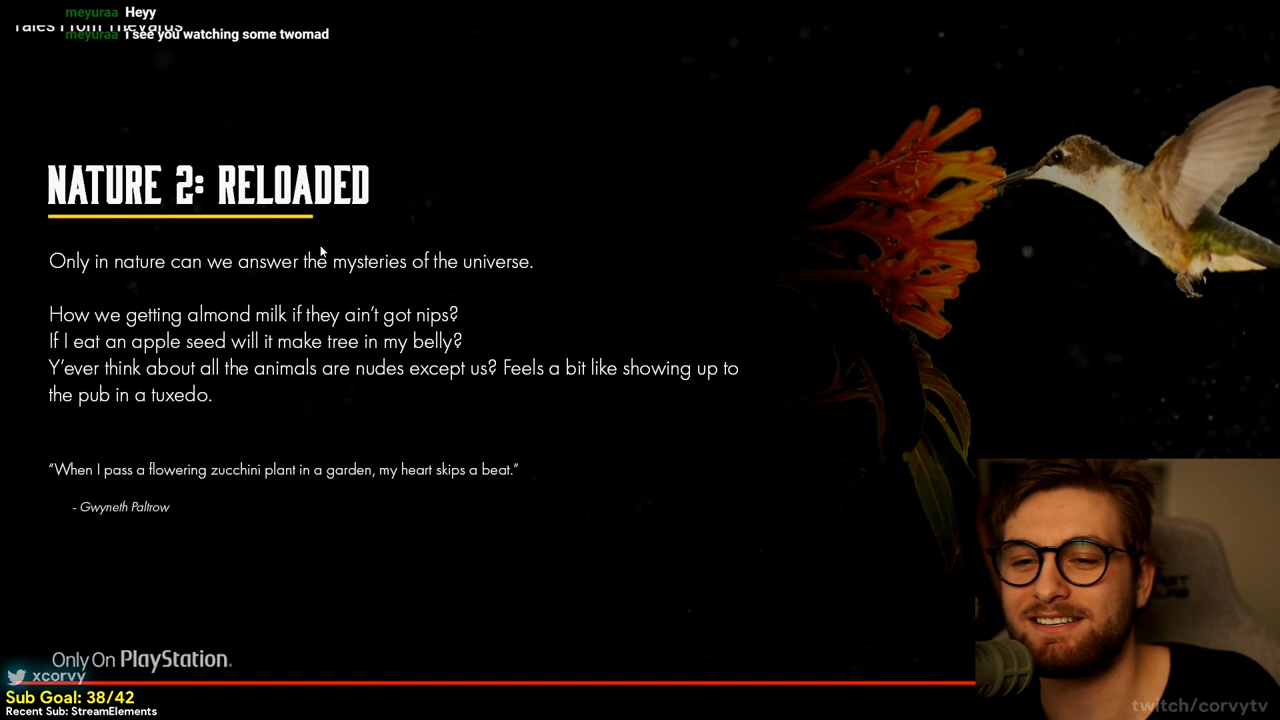 meyuraa Heyy
Tales From TheYards
meyuraa I see you watching some twomad
NATURE 2: RELOADED
Only in nature can we answer the mysteries of the universe.
How we getting almond milk if they ain't got nips?
If I eat an apple seed will it make tree in my belly?
Y'ever think about all the animals are nudes except us? Feels a bit like showing up to
the pub in a tuxedo.
"When I pass a flowering zucchini plant in a garden, my heart skips a beat."
- Gwyneth Paltrow
Only On PlayStation.
xcorvy
Sub Goal: 38/42
Recent Sub: StreamElements
twitch/corvytv